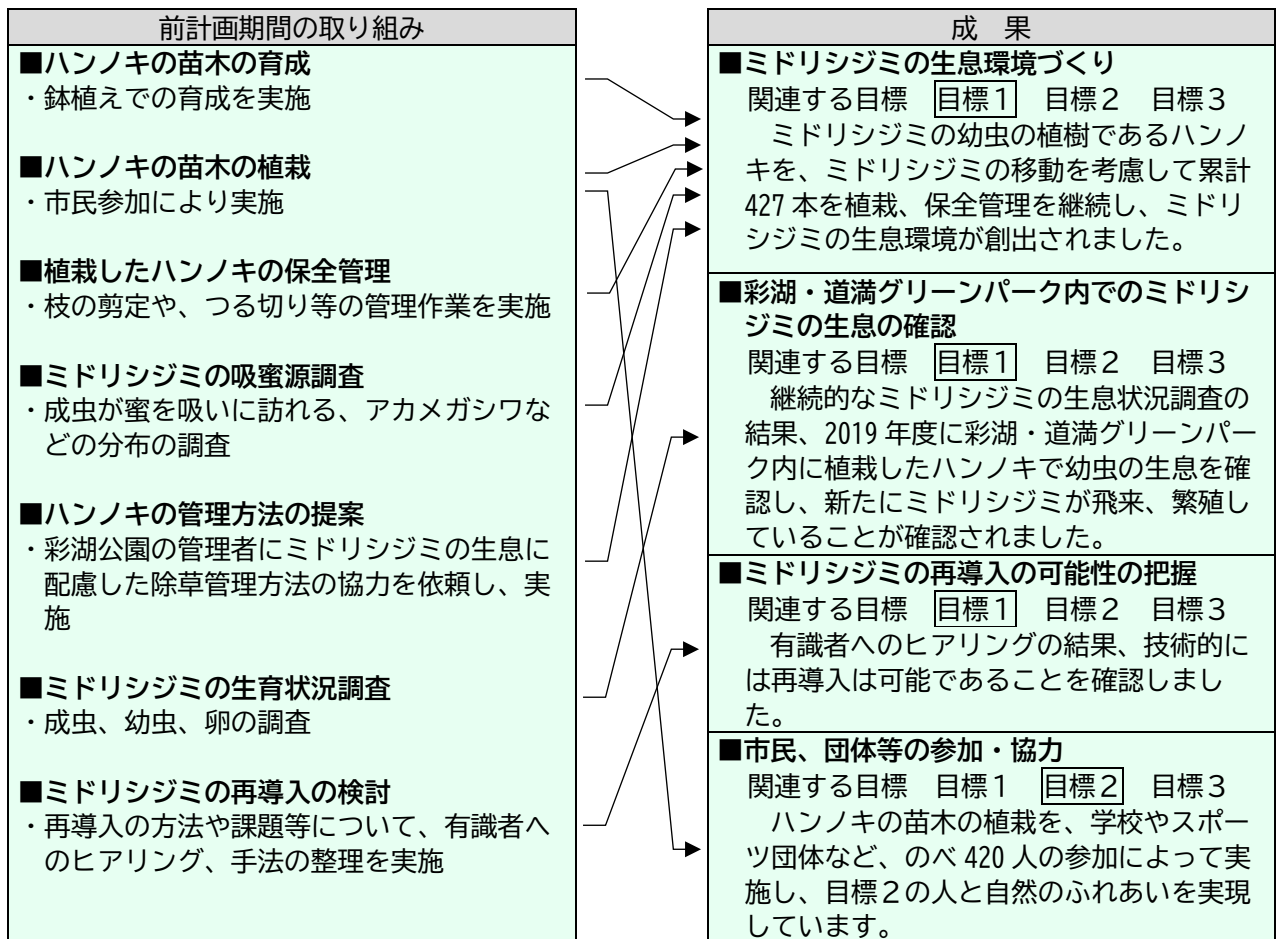 前計画期間の取り組み
■ハンノキの苗木の育成
・鉢植えでの育成を実施
■ハンノキの苗木の植栽
・市民参加により実施
■植栽したハンノキの保全管理
・枝の剪定や、つる切り等の管理作業を実施
■ミドリシジミの吸蜜源調査
・成虫が蜜を吸いに訪れる、アカメガシワな
どの分布の調査
■ハンノキの管理方法の提案
・彩湖公園の管理者にミドリシジミの生息に
配慮した除草管理方法の協力を依頼し、実
施
■ミドリシジミの生育状況調査
・成虫、幼虫、卵の調査
■ミドリシジミの再導入の検討
・再導入の方法や課題等について、有識者へ
のヒアリング、手法の整理を実施
成　果
■ミドリシジミの生息環境づくり
関連する目標　目標１　目標２　目標３
ミドリシジミの幼虫の植樹であるハンノ
キを、ミドリシジミの移動を考慮して累計
427 本を植栽、保全管理を継続し、ミドリ
シジミの生息環境が創出されました。
■彩湖・道満グリーンパーク内でのミドリシ
ジミの生息の確認
関連する目標　目標１　目標２　目標３
継続的なミドリシジミの生息状況調査の
結果、2019 年度に彩湖・道満グリーンパー
ク内に植栽したハンノキで幼虫の生息を確
認し、新たにミドリシジミが飛来、繁殖し
ていることが確認されました。
■ミドリシジミの再導入の可能性の把握
関連する目標　目標１　目標２　目標３
有識者へのヒアリングの結果、技術的に
は再導入は可能であることを確認しまし
た。
■市民、団体等の参加・協力
関連する目標　目標１　目標２　目標３
ハンノキの苗木の植栽を、学校やスポー
ツ団体など、のべ 420 人の参加によって実
施し、目標２の人と自然のふれあいを実現
しています。